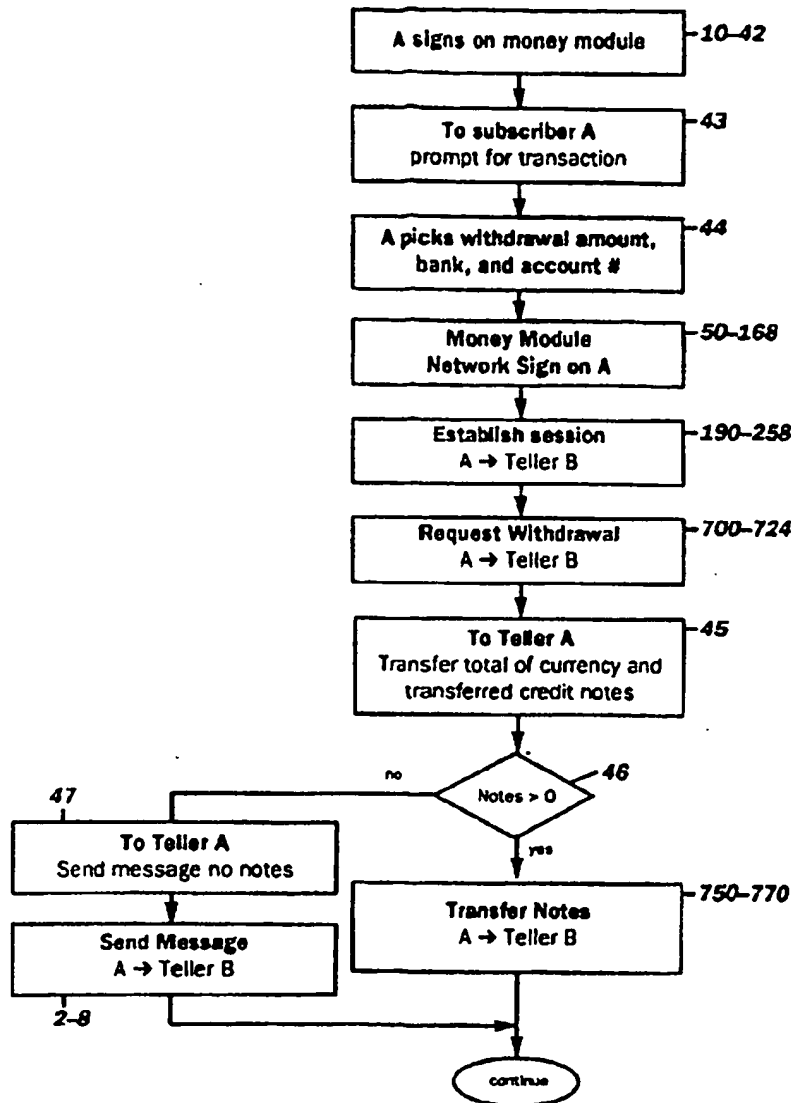 A signs on money module
10–42
To subscriber A
prompt for transaction
43
A picks withdrawal amount,
bank, and account #
44
Money Module
Network Sign on A
50–168
Establish session
A → Teller B
190–258
Request Withdrawal
A → Teller B
700–724
To Teller A
Transfer total of currency and
transferred credit notes
45
Notes > 0
46
no
yes
47
To Teller A
Send message no notes
Send Message
A → Teller B
2–8
Transfer Notes
A → Teller B
750–770
continue